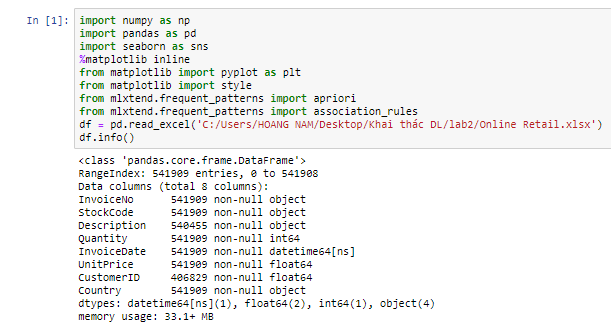 In [1]: import numpy as np
import pandas as pd
import seaborn as sns
%matplotlib inline
from matplotlib import pyplot as plt
from matplotlib import style
from mlxtend.frequent_patterns import apriori
from mlxtend.frequent_patterns import association_rules
df = pd.read_excel('C:/Users/HOANG NAM/Desktop/Khai thác DL/lab2/Online Retail.xlsx')
df.info()
<class 'pandas.core.frame.DataFrame'>
RangeIndex: 541909 entries, 0 to 541908
Data columns (total 8 columns):
InvoiceNo      541909 non-null object
StockCode      541909 non-null object
Description    540455 non-null object
Quantity       541909 non-null int64
InvoiceDate    541909 non-null datetime64[ns]
UnitPrice      541909 non-null float64
CustomerID     406829 non-null float64
Country        541909 non-null object
dtypes: datetime64[ns](1), float64(2), int64(1), object(4)
memory usage: 33.1+ MB